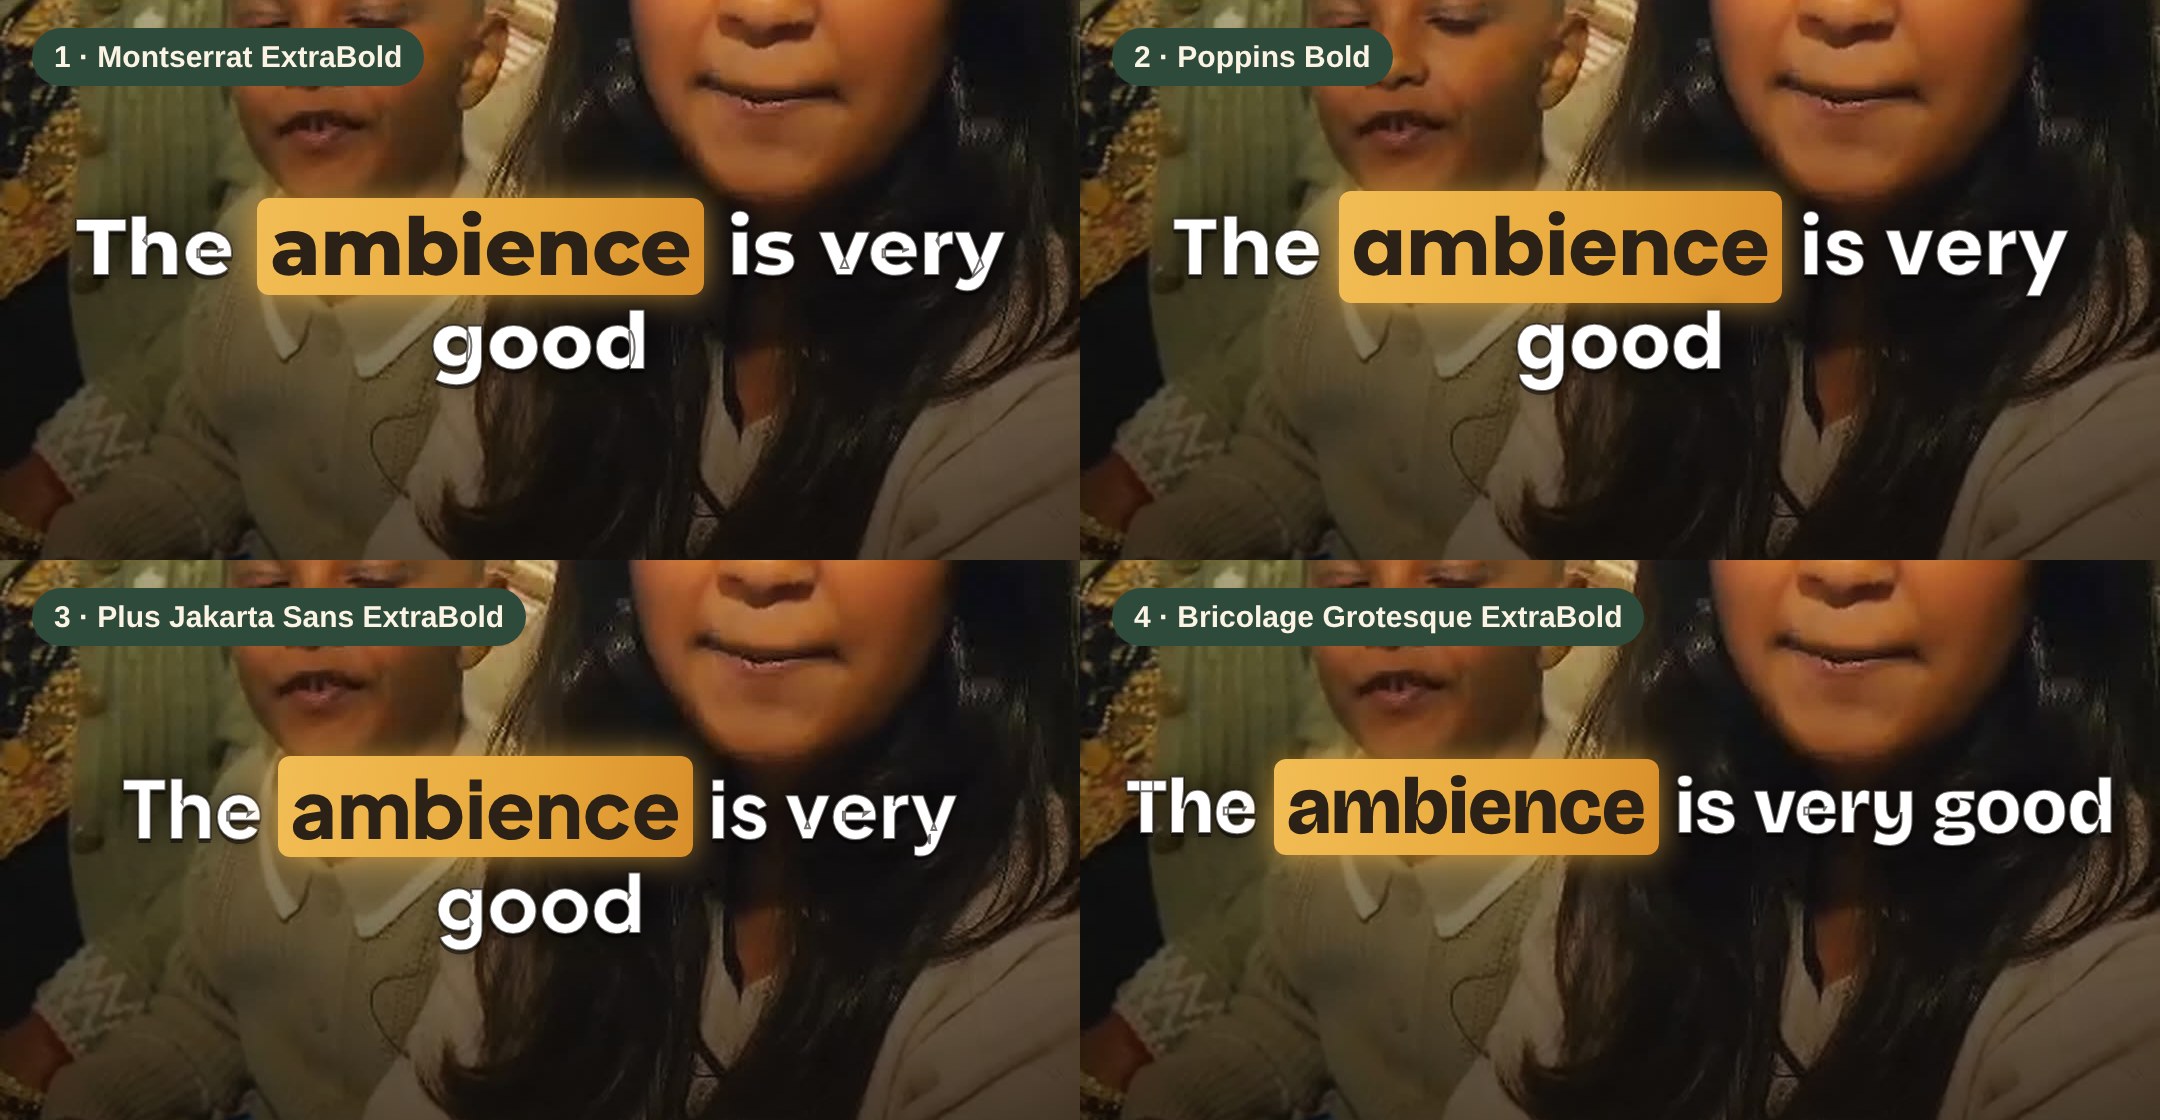 1 · Montserrat ExtraBold
The ambience is very
good
2 · Poppins Bold
The ambience is very
good
3 · Plus Jakarta Sans ExtraBold
The ambience is very
good
4 · Bricolage Grotesque ExtraBold
The ambience is very good